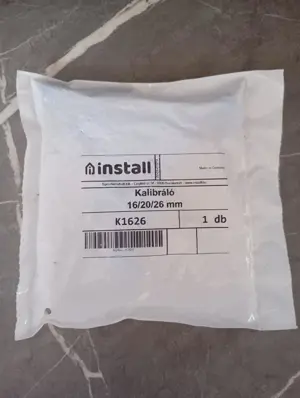 install
Kalibráló
16/20/26 mm
K1626
1 db